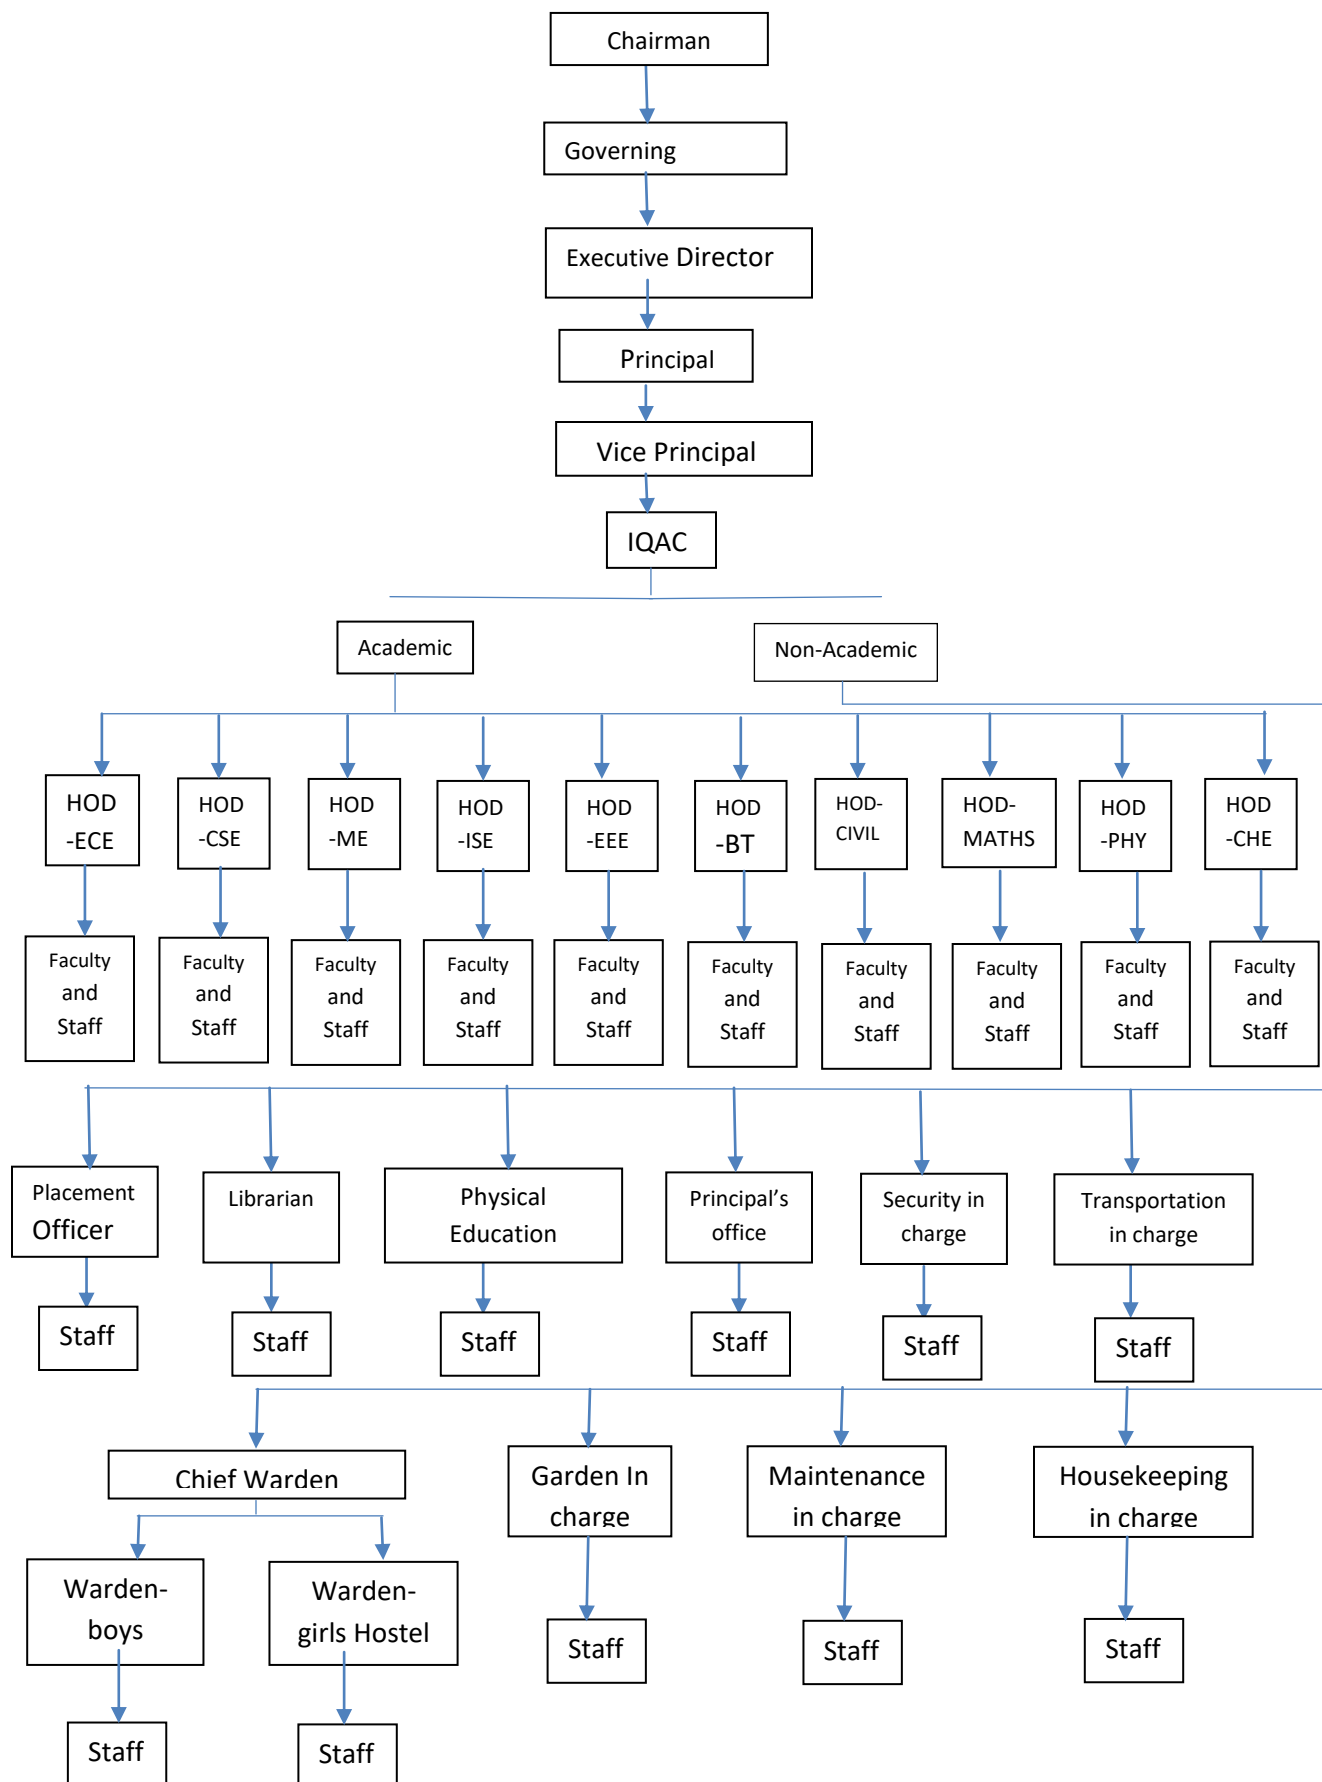 Chairman
Governing
Executive Director
Principal
Vice Principal
IQAC
Academic
Non-Academic
HOD
-ECE
HOD
-CSE
HOD
-ME
HOD
-ISE
HOD
-EEE
HOD
-BT
HOD-
CIVIL
HOD-
MATHS
HOD
-PHY
HOD
-CHE
Faculty
and
Staff
Faculty
and
Staff
Faculty
and
Staff
Faculty
and
Staff
Faculty
and
Staff
Faculty
and
Staff
Faculty
and
Staff
Faculty
and
Staff
Faculty
and
Staff
Faculty
and
Staff
Placement
Officer
Librarian
Physical
Education
Principal’s
office
Security in
charge
Transportation
in charge
Staff
Staff
Staff
Staff
Staff
Staff
Chief Warden
Garden In
charge
Maintenance
in charge
Housekeeping
in charge
Warden-
boys
Warden-
girls Hostel
Staff
Staff
Staff
Staff
Staff